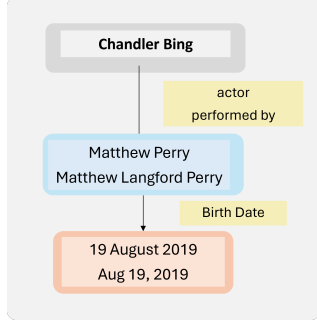 Chandler Bing
actor
performed by
Matthew Perry
Matthew Langford Perry
Birth Date
19 August 2019
Aug 19, 2019